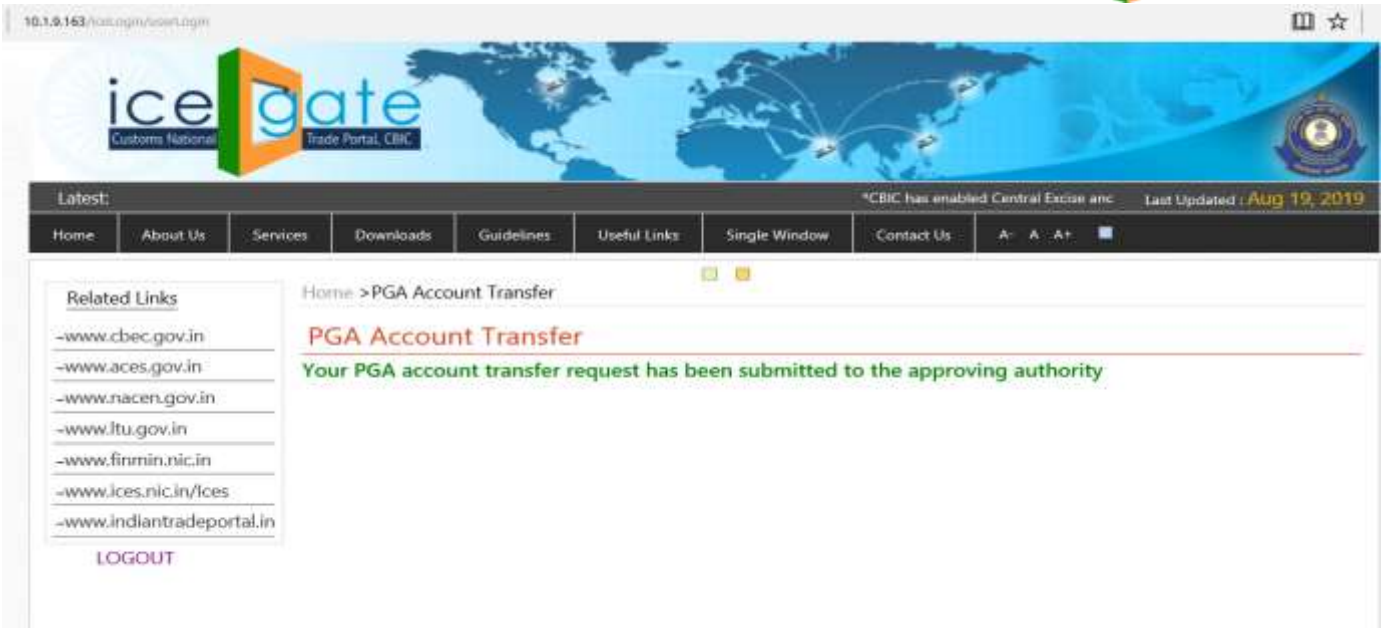 10.1.9.163/iceLogin/userLogin
ice gate
Customs National Trade Portal, CBIC
Latest: *CBIC has enabled Central Excise anc Last Updated : Aug 19, 2019
Home About Us Services Downloads Guidelines Useful Links Single Window Contact Us A- A A+
Related Links
Home >PGA Account Transfer
PGA Account Transfer
Your PGA account transfer request has been submitted to the approving authority
-www.cbec.gov.in
-www.aces.gov.in
-www.nacen.gov.in
-www.ltu.gov.in
-www.finmin.nic.in
-www.ices.nic.in/Ices
-www.indiantradeportal.in
LOGOUT